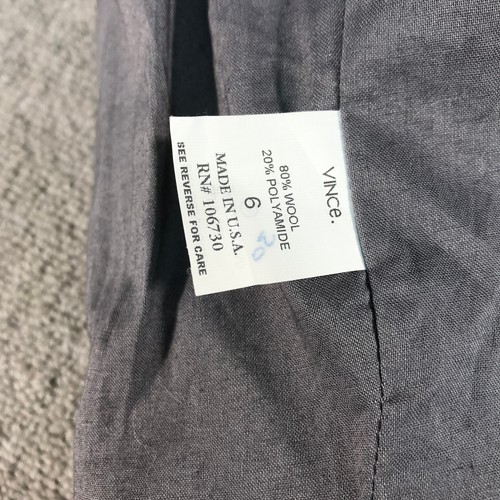 VINCE.
80% WOOL
20% POLYAMIDE
6
MADE IN U.S.A.
RN# 106730
SEE REVERSE FOR CARE